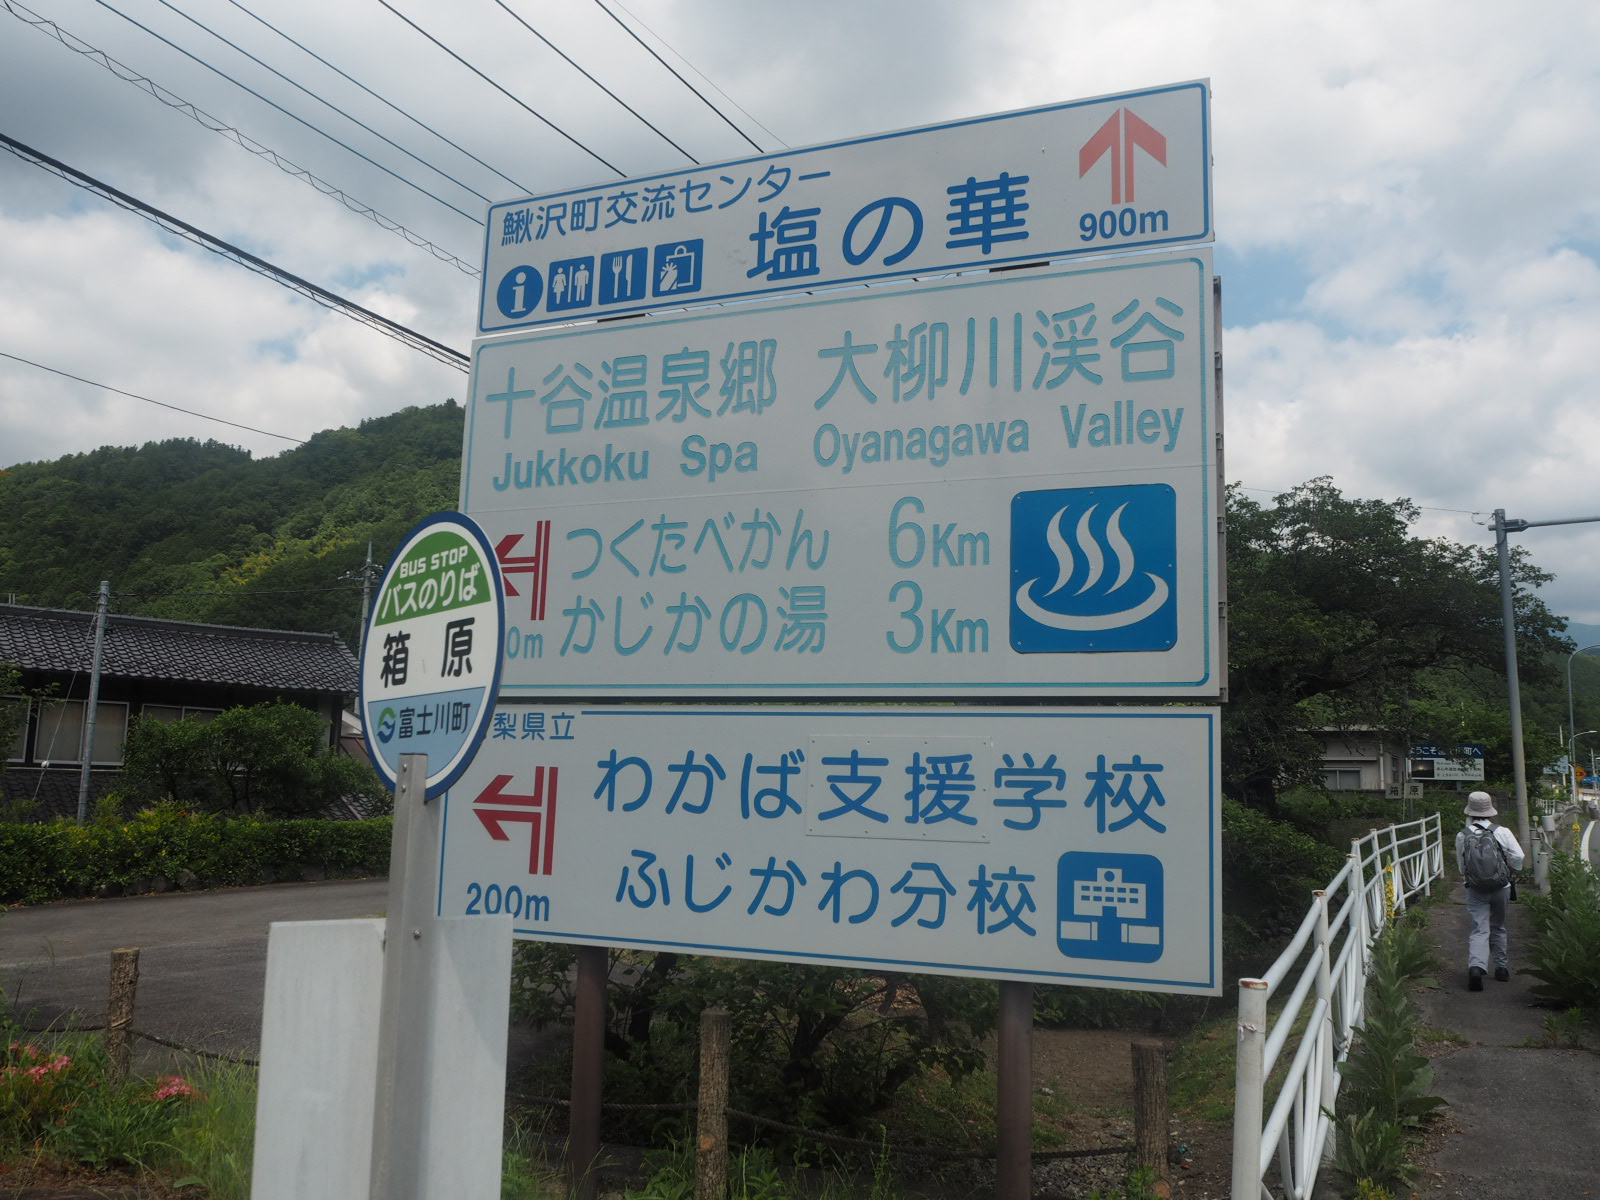 鰍沢町交流センター
塩の華
900m
十谷温泉郷 大柳川渓谷
Jukkoku Spa Oyanagawa Valley
つくたべかん 6Km
かじかの湯 3Km
0m
梨県立
わかば支援学校
ふじかわ分校
200m
BUS STOP
バスのりば
箱 原
富士川町
箱 原